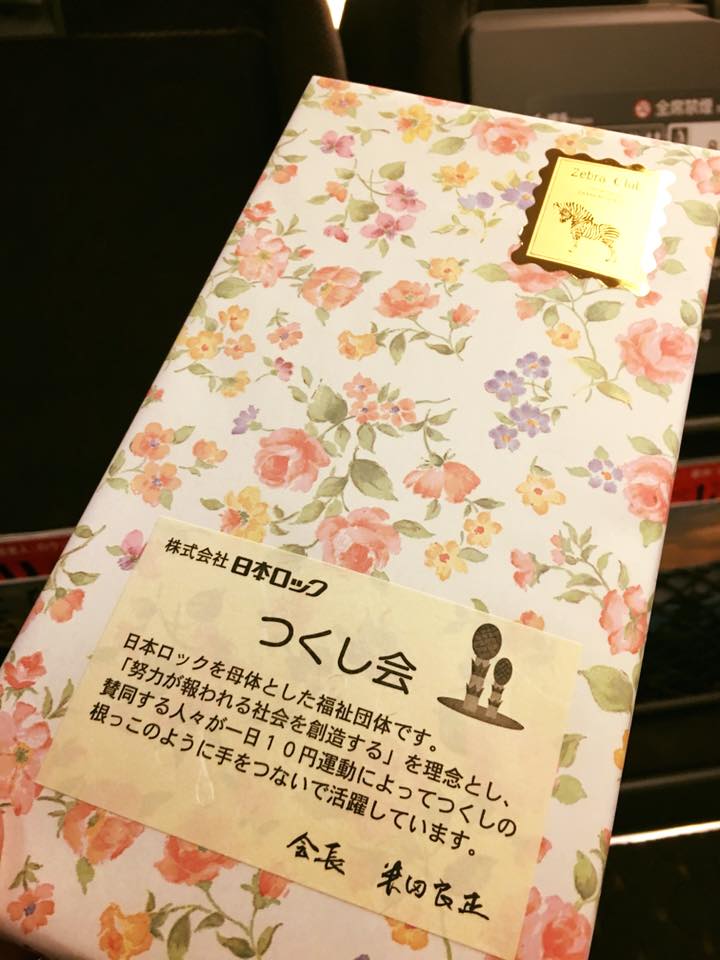 全席禁煙
Zebra Club
株式会社 日本ロック
つくし会
日本ロックを母体とした福祉団体です。
「努力が報われる社会を創造する」を理念とし、
賛同する人々が一日１０円運動によってつくしの
根っこのように手をつないで活躍しています。
会長 米田良正